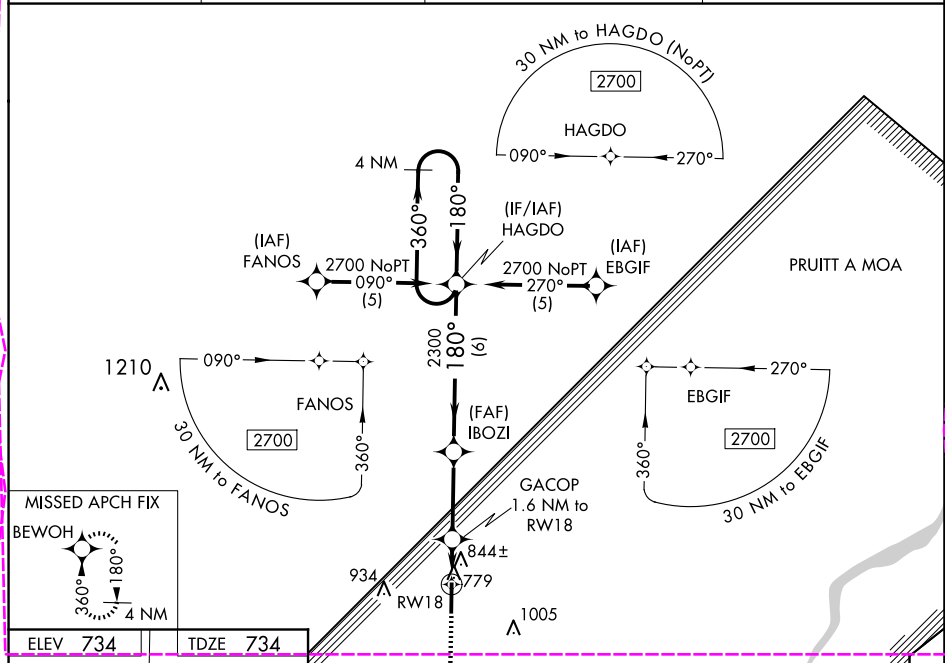 30 NM to HAGDO (NoPT)
2700
HAGDO
090°
270°
4 NM
360°
180°
(IF/IAF)
HAGDO
(IAF)
FANOS
2700 NoPT
090°
(5)
2700 NoPT
270°
(5)
(IAF)
EBGIF
PRUITT A MOA
2300
180°
(6)
1210
090°
FANOS
360°
2700
30 NM to FANOS
270°
EBGIF
360°
2700
30 NM to EBGIF
(FAF)
IBOZI
GACOP
1.6 NM to
RW18
MISSED APCH FIX
BEWOH
360°
180°
4 NM
844±
779
934
RW18
1005
ELEV 734
TDZE 734